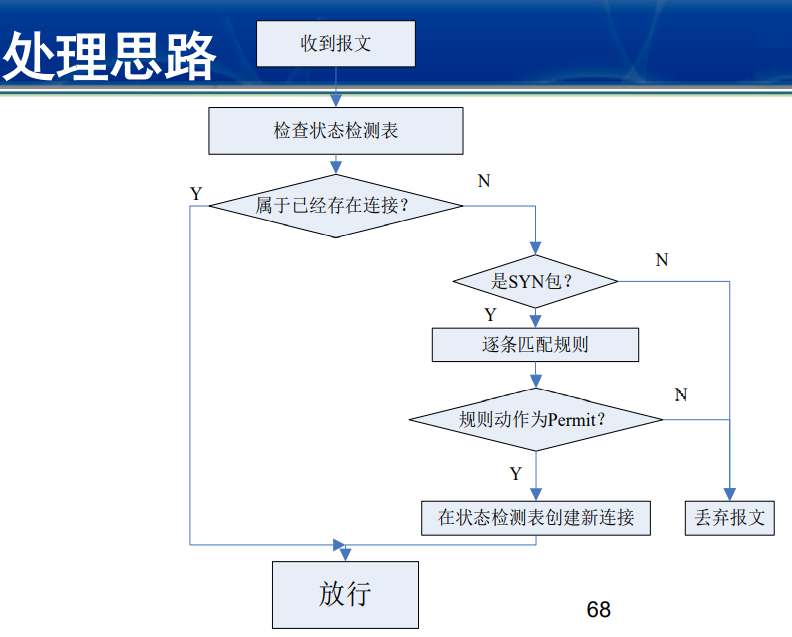 处理思路
收到报文
检查状态检测表
属于已经存在连接？
Y
N
是SYN包？
N
Y
逐条匹配规则
规则动作为Permit？
N
Y
在状态检测表创建新连接
丢弃报文
放行
68